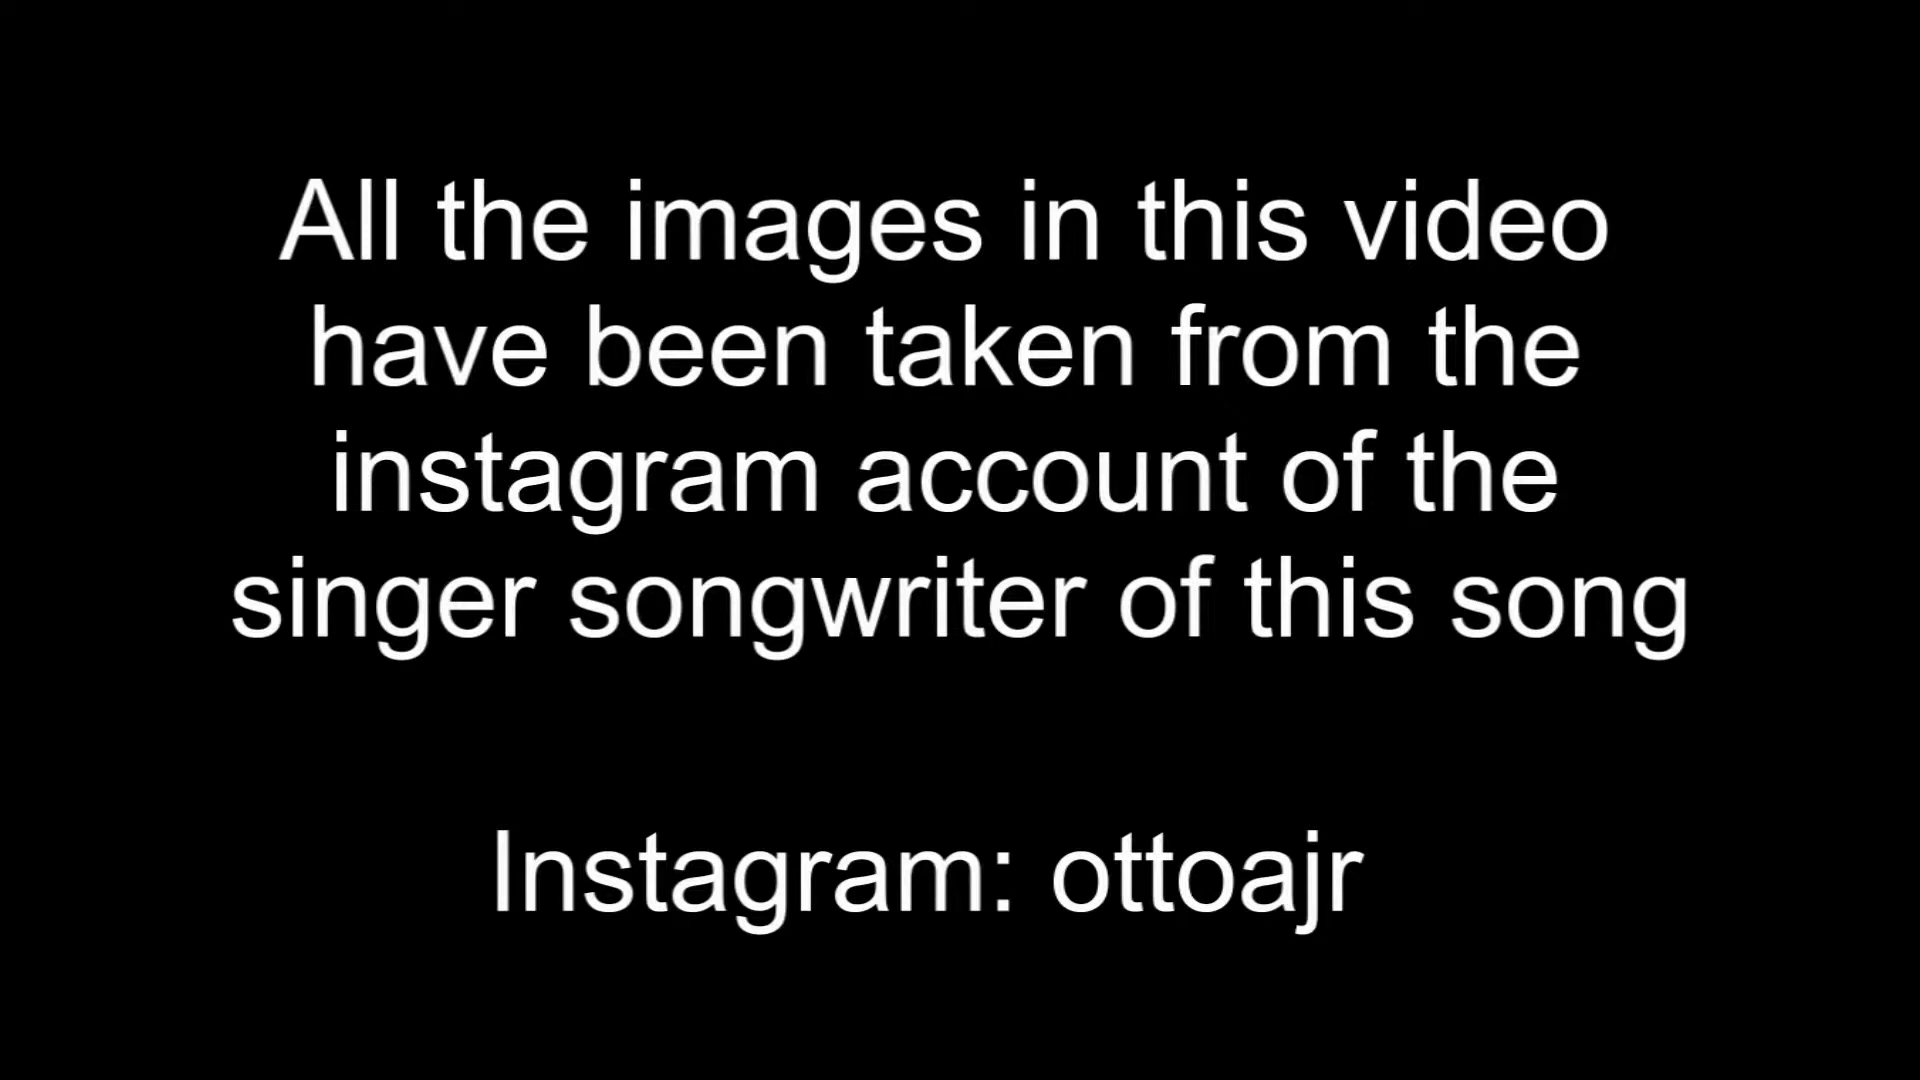 All the images in this video
have been taken from the
instagram account of the
singer songwriter of this song
Instagram: ottoajr